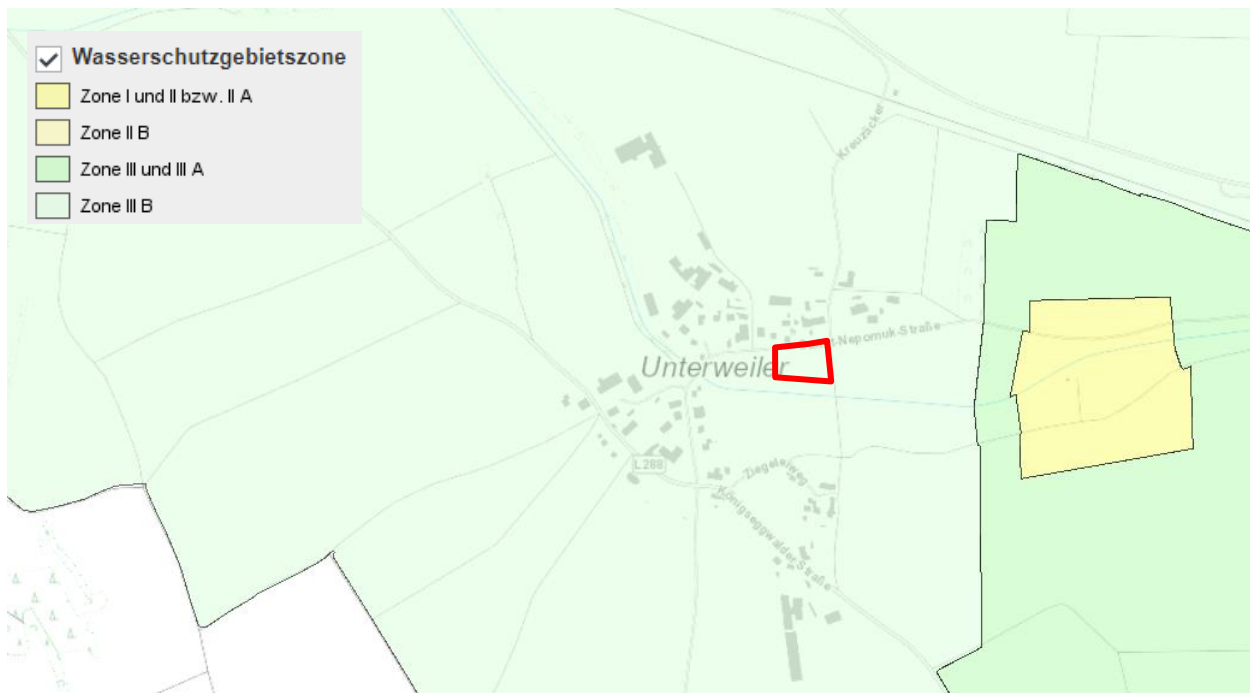 Wasserschutzgebietszone
Zone I und II bzw. II A
Zone II B
Zone III und III A
Zone III B
Kreuzäcker
-Nepomuk-Straße
Unterweiler
L288
Ziegeleiweg
Königseggwalder Straße